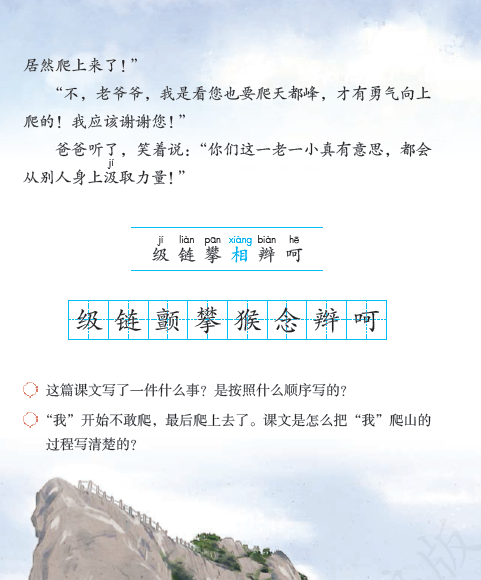 居然爬上来了！”
“不，老爷爷，我是看您也要爬天都峰，才有勇气向上
爬的！我应该谢谢您！”
爸爸听了，笑着说：“你们这一老一小真有意思，都会
jí
从别人身上汲取力量！”
jí liàn pān xiàng biàn hē
级 链 攀 相 辫 呵
级 链 颤 攀 猴 念 辫 呵
这篇课文写了一件什么事？是按照什么顺序写的？
“我”开始不敢爬，最后爬上去了。课文是怎么把“我”爬山的
过程写清楚的？